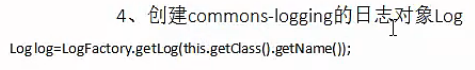 4、创建commons-logging的日志对象Log
Log log=LogFactory.getLog(this.getClass().getName());